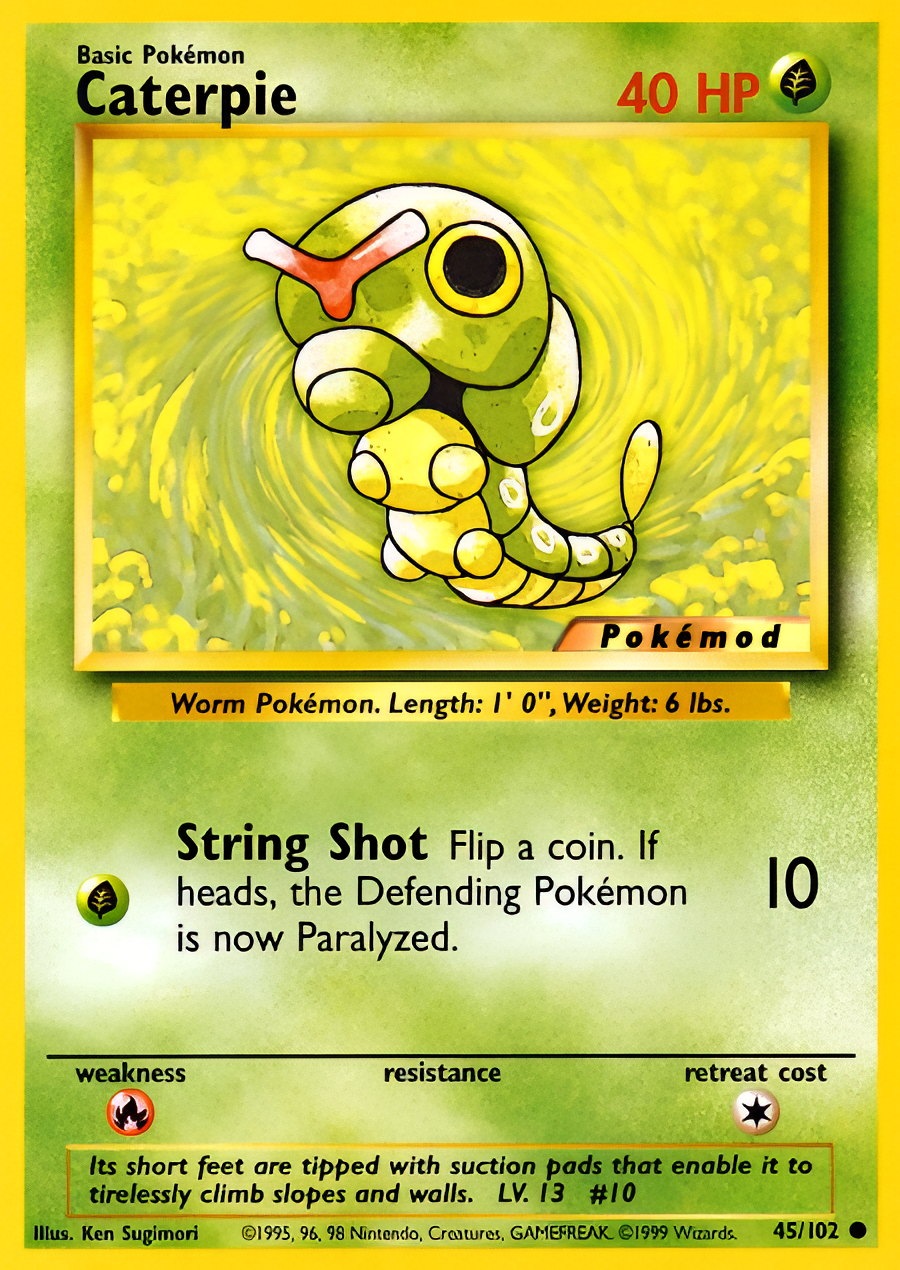 Basic Pokémon
Caterpie
40 HP
Pokémod
Worm Pokémon. Length: 1' 0", Weight: 6 lbs.
String Shot Flip a coin. If
heads, the Defending Pokémon
is now Paralyzed.
10
weakness resistance retreat cost
Its short feet are tipped with suction pads that enable it to
tirelessly climb slopes and walls. LV. 13 #10
Illus. Ken Sugimori ©1995, 96, 98 Nintendo, Creatures, GAMEFREAK. ©1999 Wizards. 45/102